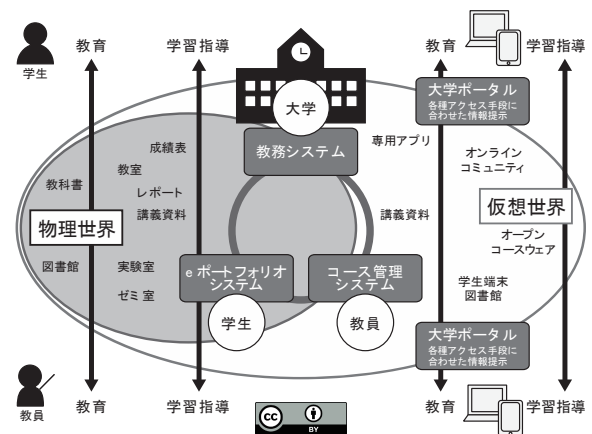 教育
学習指導
教育
学習指導
学生
大学
大学ポータル
各種アクセス手段に
合わせた情報提示
教務システム
専用アプリ
成績表
教室
オンライン
コミュニティ
教科書
レポート
講義資料
講義資料
仮想世界
物理世界
オープン
コースウェア
図書館
実験室
eポートフォリオ
システム
コース管理
システム
学生端末
図書館
ゼミ室
学生
教員
大学ポータル
各種アクセス手段に
合わせた情報提示
教員
教育
学習指導
教育
学習指導
cc
BY